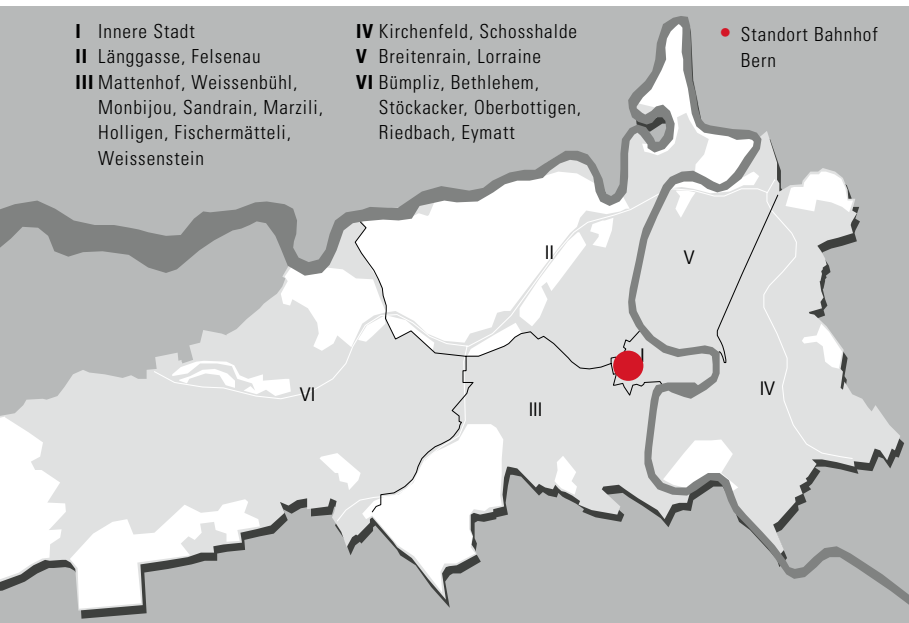 I Innere Stadt
II Länggasse, Felsenau
III Mattenhof, Weissenbühl,
Monbijou, Sandrain, Marzili,
Holligen, Fischermätteli,
Weissenstein
IV Kirchenfeld, Schosshalde
V Breitenrain, Lorraine
VI Bümpliz, Bethlehem,
Stöckacker, Oberbottigen,
Riedbach, Eymatt
Standort Bahnhof
Bern
II
V
I
VI
III
IV